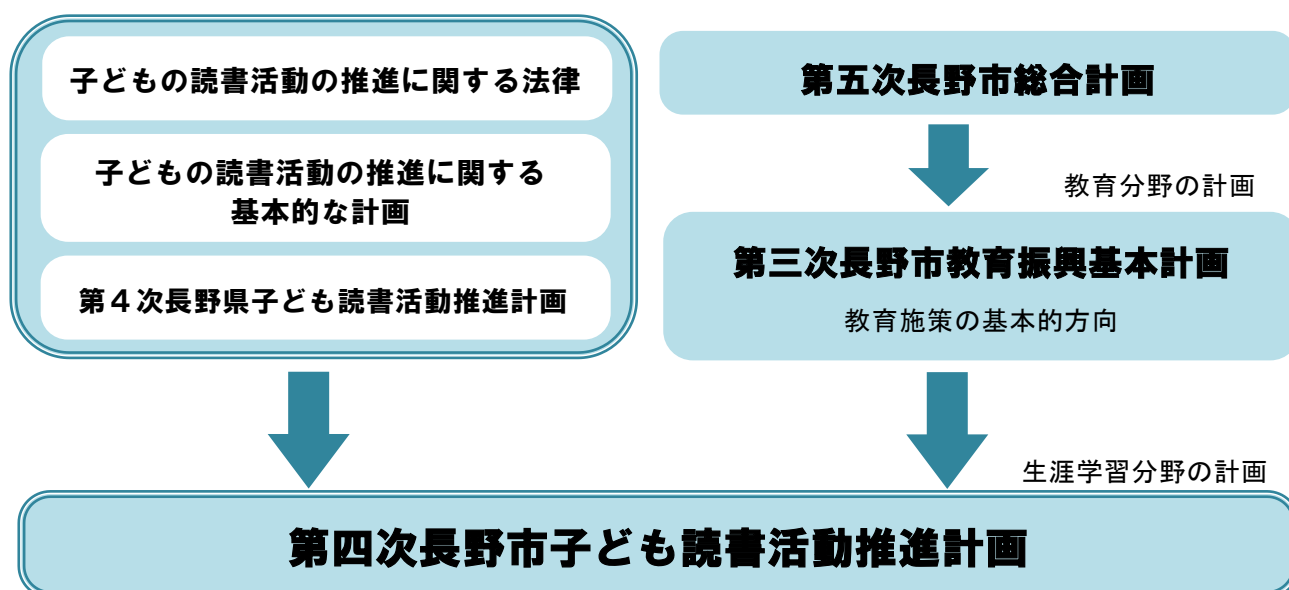 子どもの読書活動の推進に関する法律
子どもの読書活動の推進に関する
基本的な計画
第４次長野県子ども読書活動推進計画
第五次長野市総合計画
教育分野の計画
第三次長野市教育振興基本計画
教育施策の基本的方向
生涯学習分野の計画
第四次長野市子ども読書活動推進計画